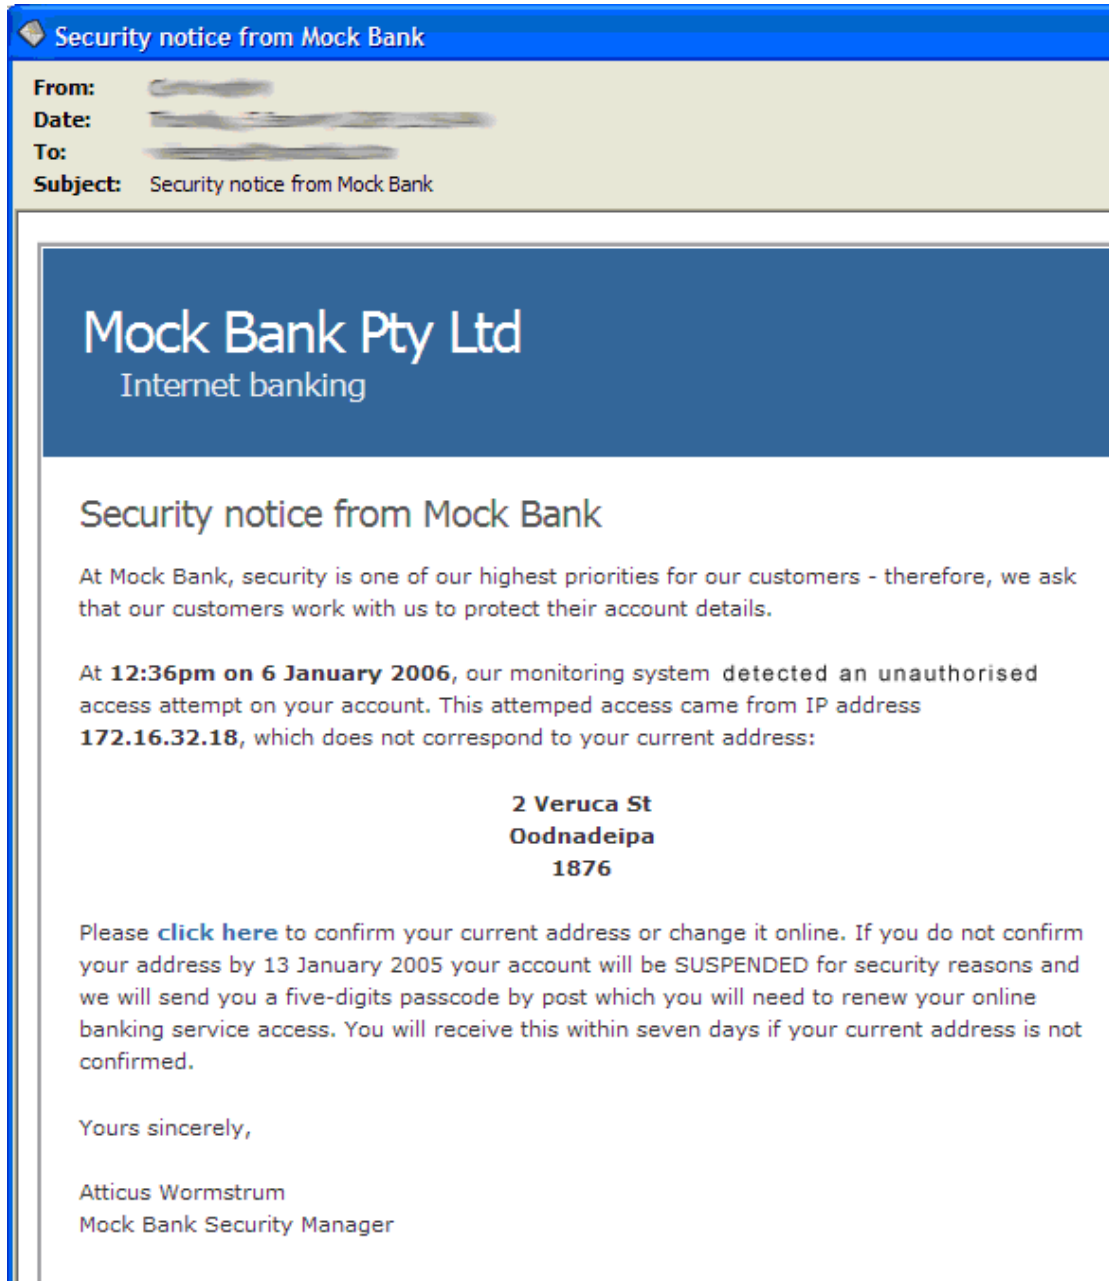 Security notice from Mock Bank
From:
Date:
To:
Subject: Security notice from Mock Bank
Mock Bank Pty Ltd
Internet banking
Security notice from Mock Bank
At Mock Bank, security is one of our highest priorities for our customers - therefore, we ask
that our customers work with us to protect their account details.
At 12:36pm on 6 January 2006, our monitoring system detected an unauthorised
access attempt on your account. This attemped access came from IP address
172.16.32.18, which does not correspond to your current address:
2 Veruca St
Oodnadeipa
1876
Please click here to confirm your current address or change it online. If you do not confirm
your address by 13 January 2005 your account will be SUSPENDED for security reasons and
we will send you a five-digits passcode by post which you will need to renew your online
banking service access. You will receive this within seven days if your current address is not
confirmed.
Yours sincerely,
Atticus Wormstrum
Mock Bank Security Manager